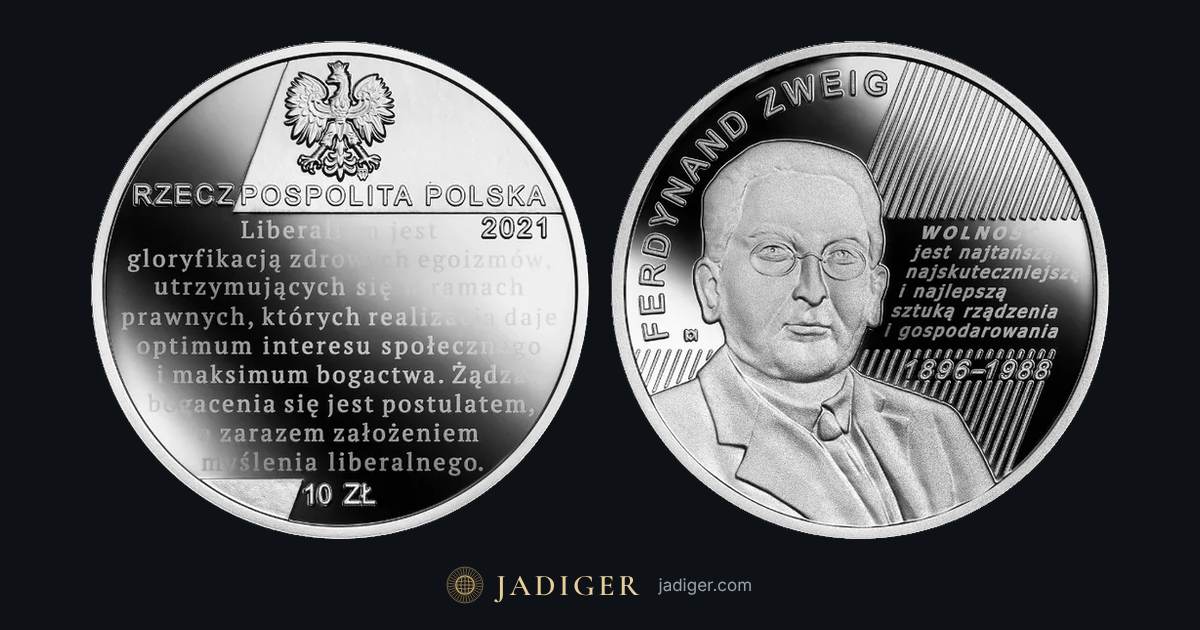 RZECZPOSPOLITA POLSKA
2021
Liberalizm jest
gloryfikacją zdrowych egoizmów,
utrzymujących się w ramach
prawnych, których realizacja daje
optimum interesu społecznego
i maksimum bogactwa. Żądza
bogacenia się jest postulatem,
a zarazem założeniem
myślenia liberalnego.
10 ZŁ
FERDYNAND ZWEIG
WOLNOŚĆ
jest najtańszą,
najskuteczniejszą
i najlepszą
sztuką rządzenia
i gospodarowania
1896–1988
JADIGER
jadiger.com